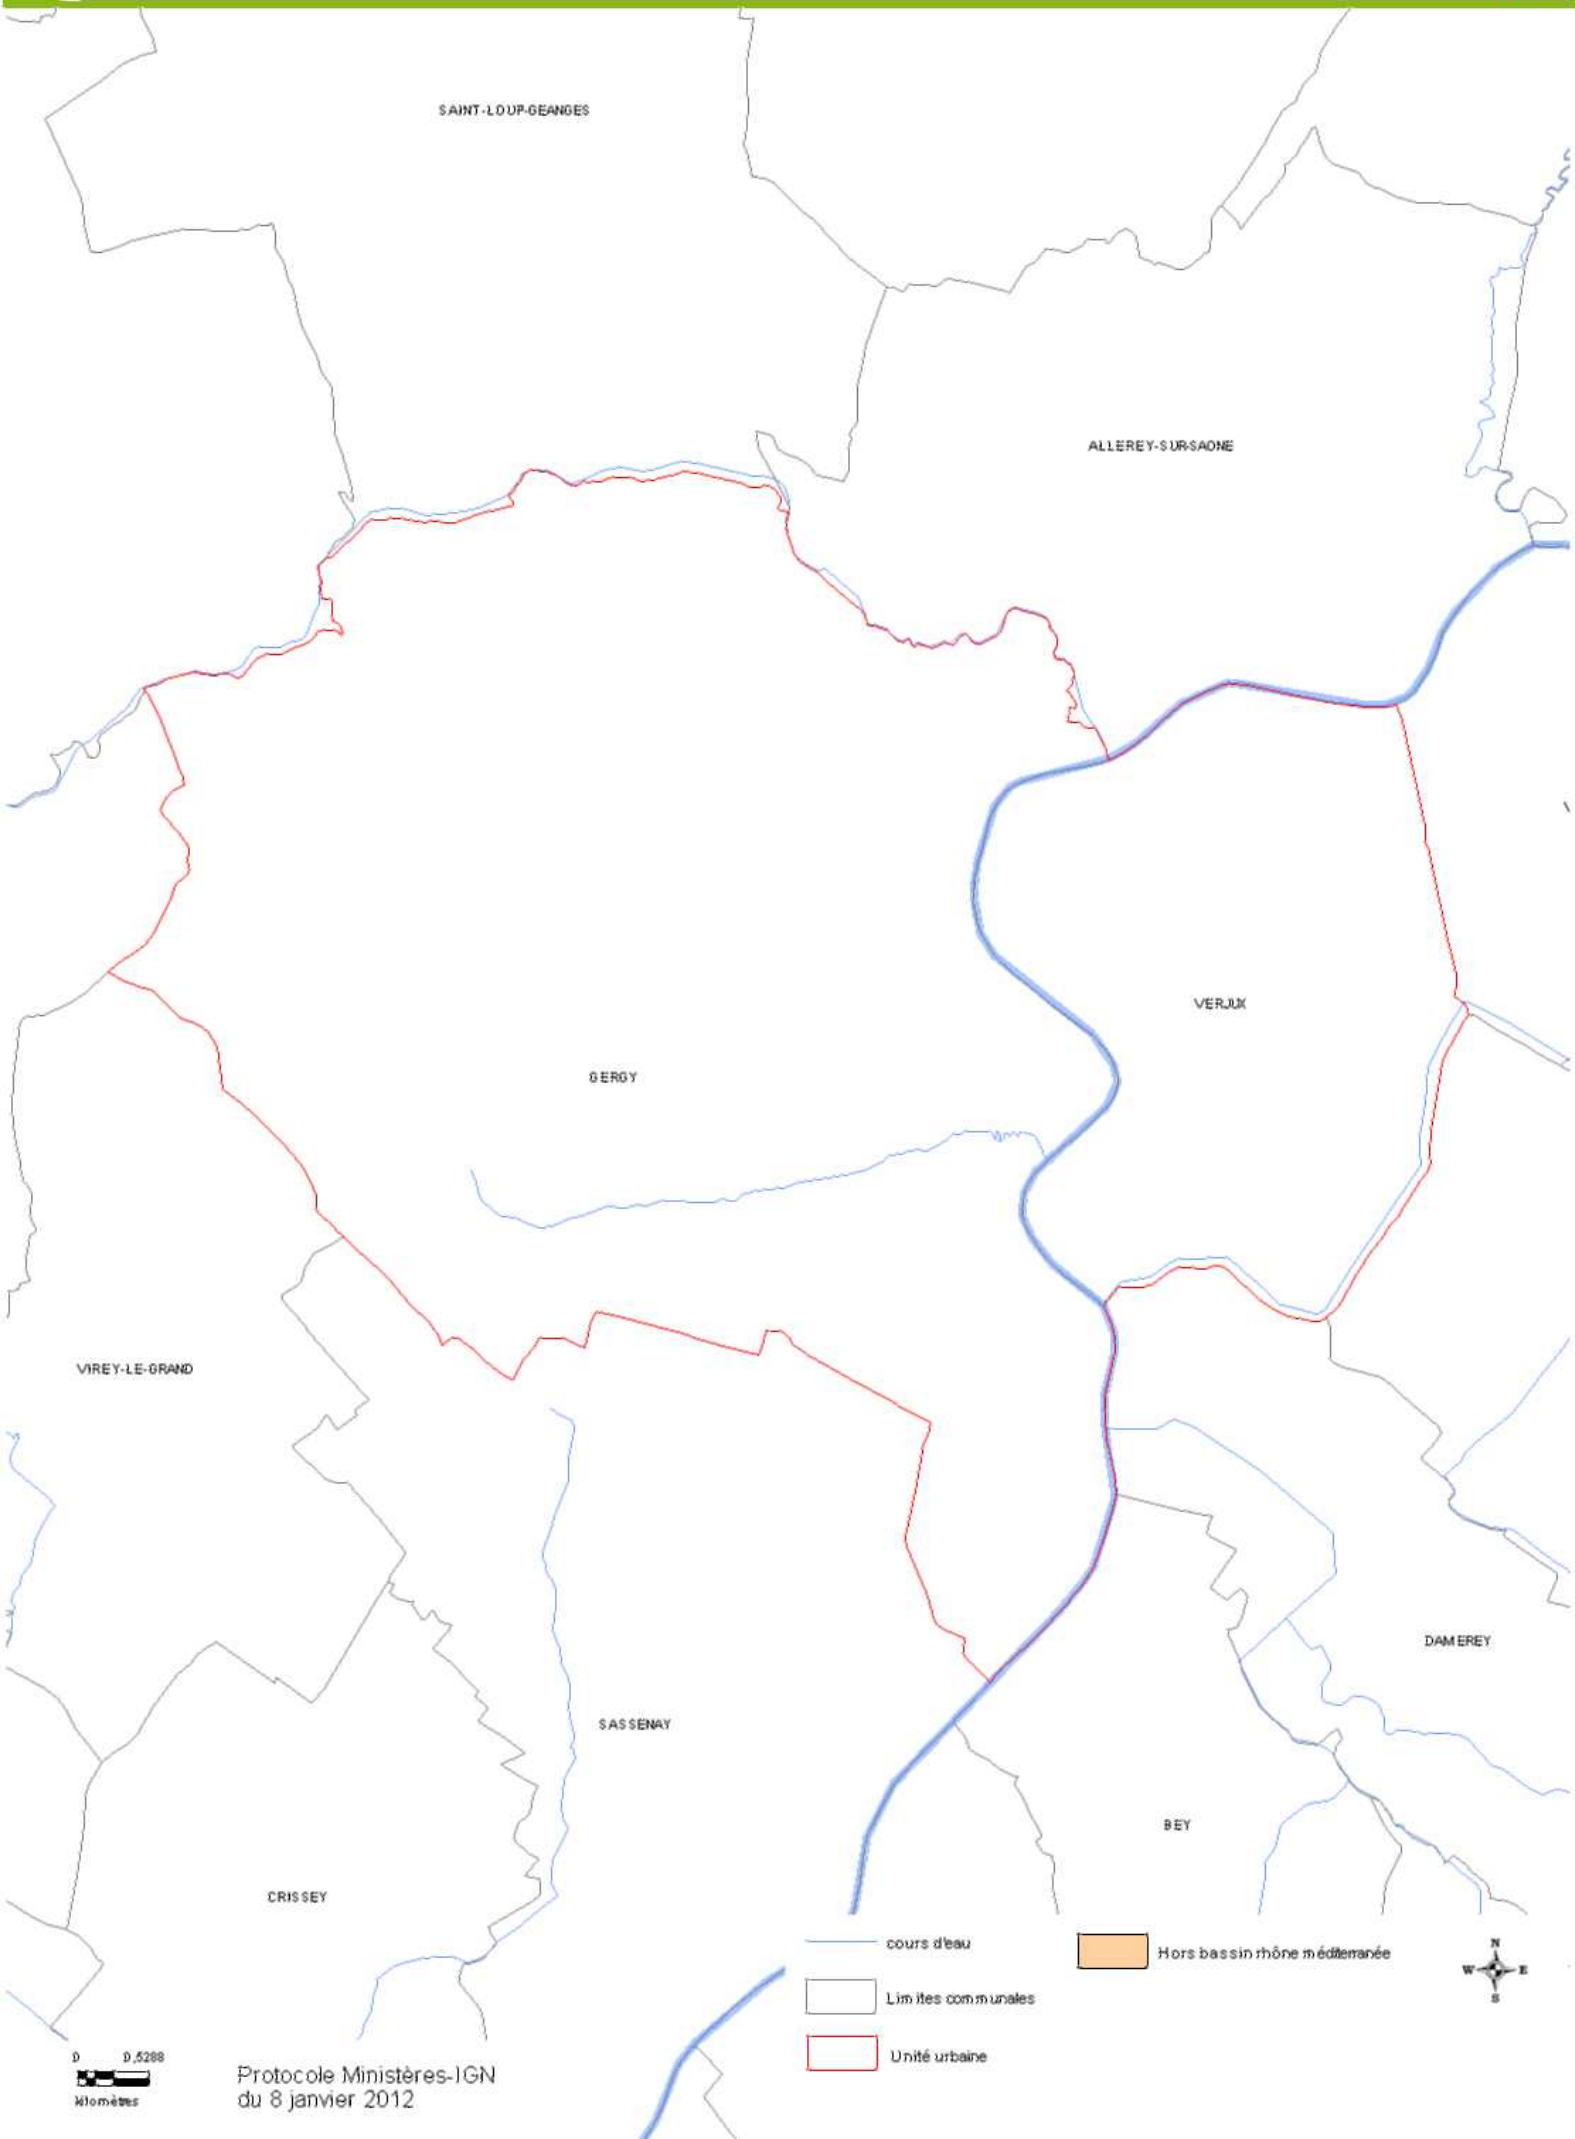 SAINT-LOUP-GEANGES
ALLEREY-SUR-SAONE
VERJUX
GERGY
VIREY-LE-GRAND
DAMEREY
SASSENAY
BEY
CRISSEY
cours d'eau
Hors bassin rhône méditerranée
Limites communales
Unité urbaine
N
W E
S
0 0,5288
kilomètres
Protocole Ministères-IGN
du 8 janvier 2012